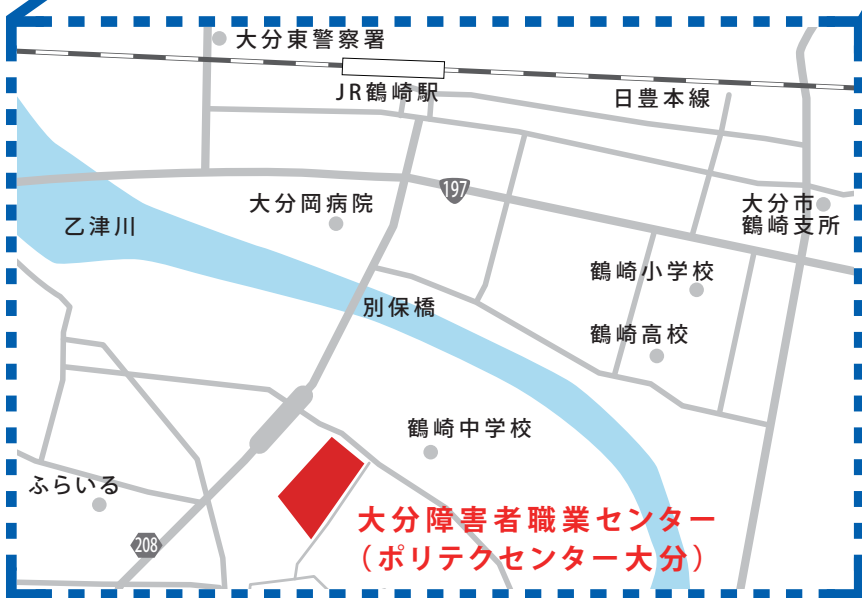 大分東警察署
JR鶴崎駅
日豊本線
197
大分岡病院
大分市
鶴崎支所
乙津川
鶴崎小学校
別保橋
鶴崎高校
鶴崎中学校
ふらいる
大分障害者職業センター
（ポリテクセンター大分）
208